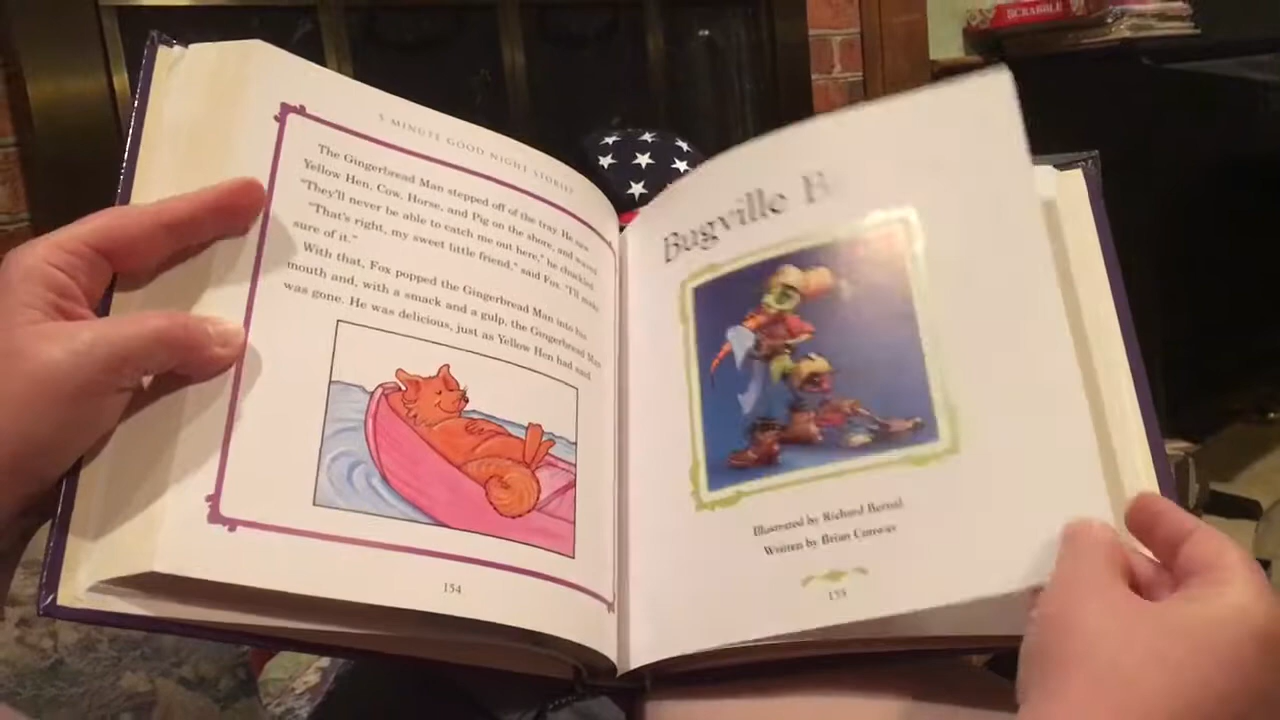 5 MINUTE GOOD NIGHT STORIES
The Gingerbread Man stepped off of the tray. He saw
Yellow Hen, Cow, Horse, and Pig on the shore, and waved.
"They'll never be able to catch me out here," he chuckled.
"That's right, my sweet little friend," said Fox. "I'll make
sure of it."
With that, Fox popped the Gingerbread Man into his
mouth and, with a smack and a gulp, the Gingerbread Man
was gone. He was delicious, just as Yellow Hen had said.
154
Bugville
Illustrated by Richard Bernal
Written by Brian Conway
155
SCRABBLE